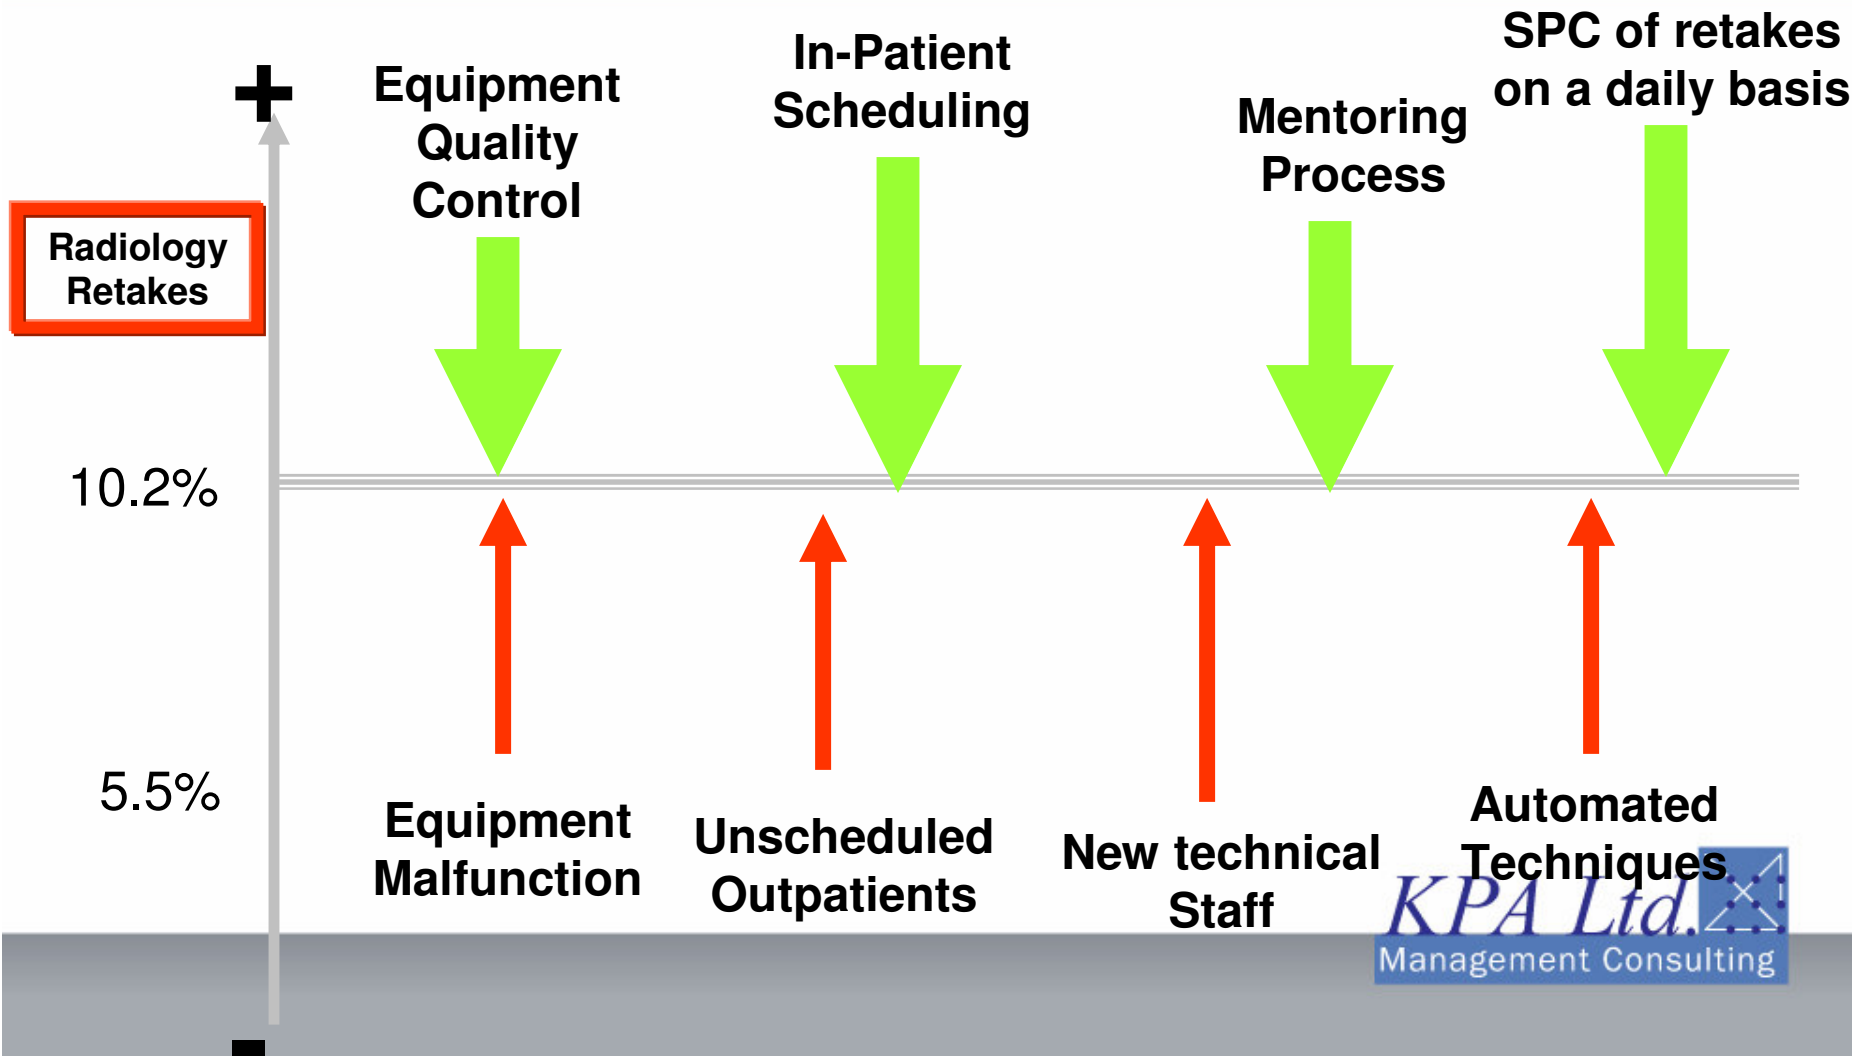 +
Equipment
Quality
Control
In-Patient
Scheduling
Mentoring
Process
SPC of retakes
on a daily basis
Radiology
Retakes
10.2%
5.5%
Equipment
Malfunction
Unscheduled
Outpatients
New technical
Staff
Automated
Techniques
KPA Ltd.
Management Consulting
-